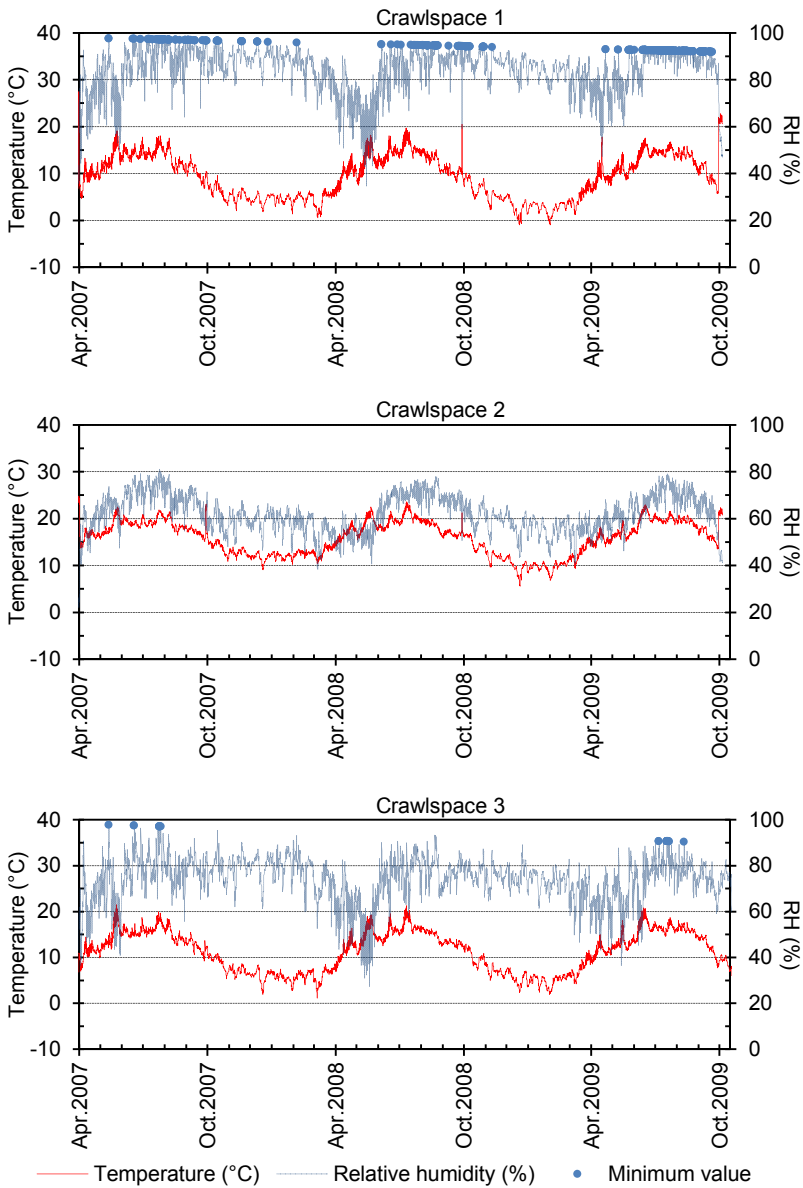 Crawlspace 1
Temperature (°C)
40
30
20
10
0
-10
100
80
60
40
20
0
RH (%)
Apr.2007
Oct.2007
Apr.2008
Oct.2008
Apr.2009
Oct.2009
Crawlspace 2
Temperature (°C)
40
30
20
10
0
-10
100
80
60
40
20
0
RH (%)
Apr.2007
Oct.2007
Apr.2008
Oct.2008
Apr.2009
Oct.2009
Crawlspace 3
Temperature (°C)
40
30
20
10
0
-10
100
80
60
40
20
0
RH (%)
Apr.2007
Oct.2007
Apr.2008
Oct.2008
Apr.2009
Oct.2009
Temperature (°C) Relative humidity (%) Minimum value